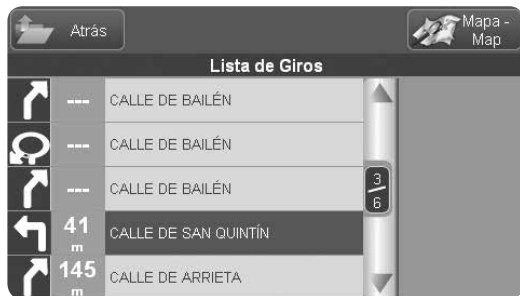 Atrás
Mapa -
Map
Lista de Giros
--- CALLE DE BAILÉN
--- CALLE DE BAILÉN
--- CALLE DE BAILÉN
3
6
41
m
CALLE DE SAN QUINTÍN
145
m
CALLE DE ARRIETA